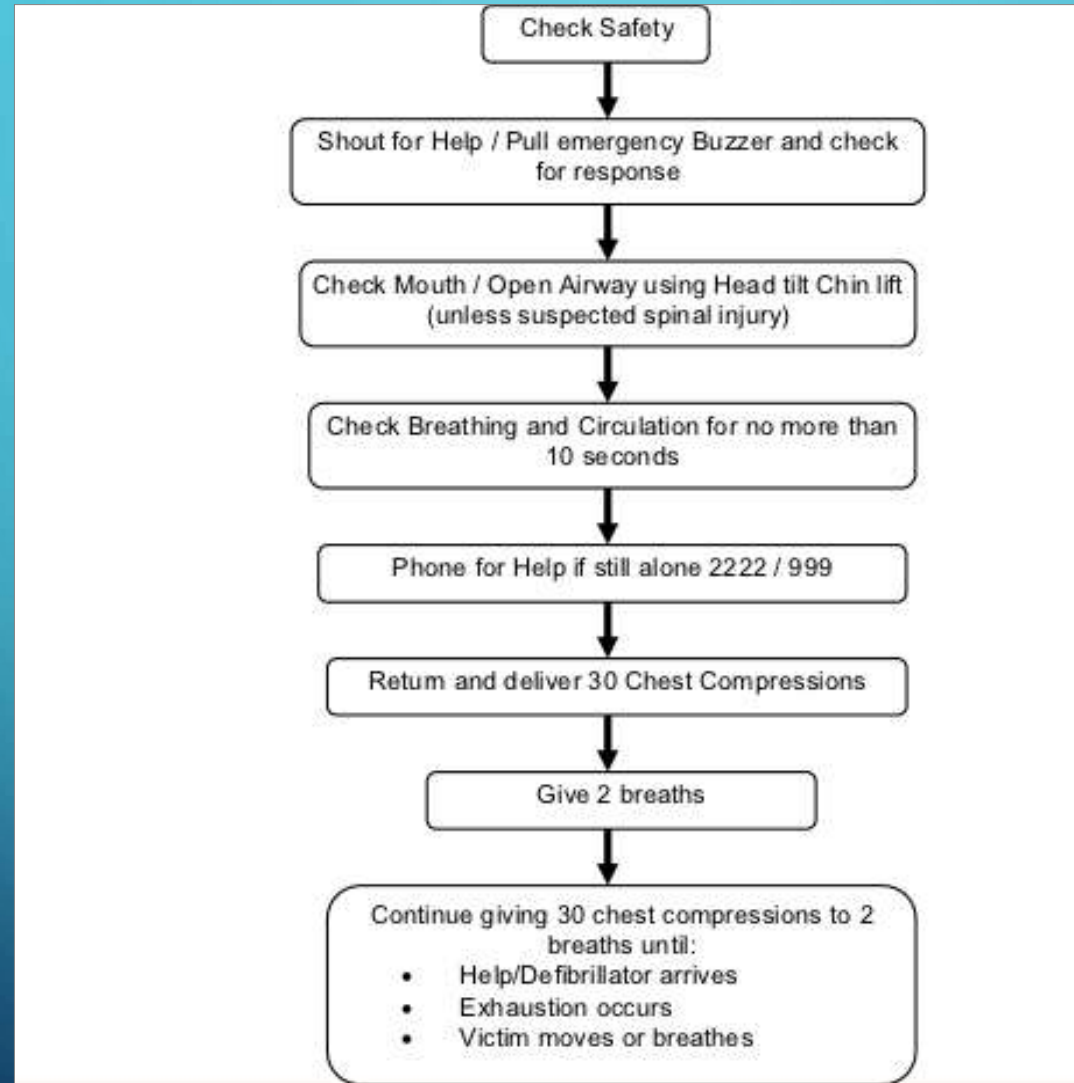 Check Safety
Shout for Help / Pull emergency Buzzer and check
for response
Check Mouth / Open Airway using Head tilt Chin lift
(unless suspected spinal injury)
Check Breathing and Circulation for no more than
10 seconds
Phone for Help if still alone 2222 / 999
Return and deliver 30 Chest Compressions
Give 2 breaths
Continue giving 30 chest compressions to 2
breaths until:
• Help/Defibrillator arrives
• Exhaustion occurs
• Victim moves or breathes